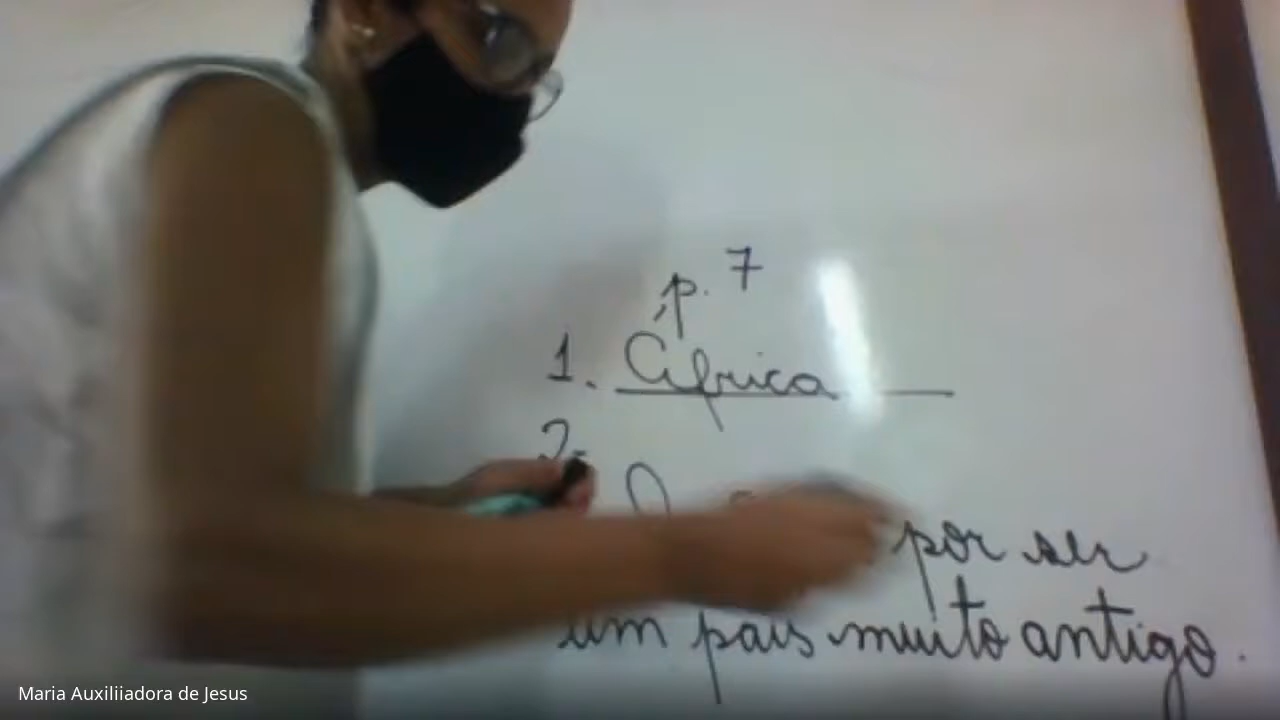 p. 7
1. África
2-
por ser
um país muito antigo.
Maria Auxiliiadora de Jesus